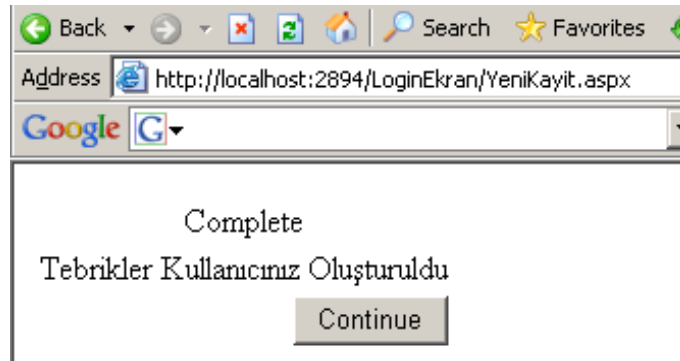 Back Search Favorites
Address http://localhost:2894/LoginEkran/YeniKayit.aspx
Google G
Complete
Tebrikler Kullanıcınız Oluşturuldu
Continue